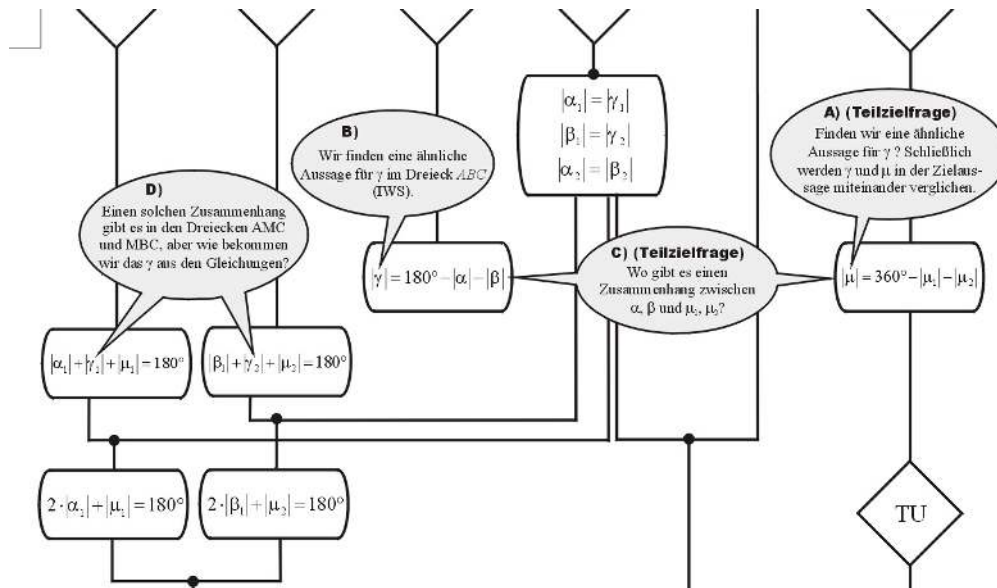 |α₁| = |γ₁|
|β₁| = |γ₂|
|α₂| = |β₂|
A) (Teilzielfrage)
Finden wir eine ähnliche
Aussage für γ ? Schließlich
werden γ und μ in der Zielaus-
sage miteinander verglichen.
B)
Wir finden eine ähnliche
Aussage für γ im Dreieck ABC
(IWS).
D)
Einen solchen Zusammenhang
gibt es in den Dreiecken AMC
und MBC, aber wie bekommen
wir das γ aus den Gleichungen?
|γ| = 180° – |α| – |β|
C) (Teilzielfrage)
Wo gibt es einen
Zusammenhang zwischen
α, β und μ₁, μ₂?
|μ| = 360° – |μ₁| – |μ₂|
|α₁| + |γ₁| + |μ₁| = 180°
|β₁| + |γ₂| + |μ₂| = 180°
2 · |α₁| + |μ₁| = 180°
2 · |β₁| + |μ₂| = 180°
TU